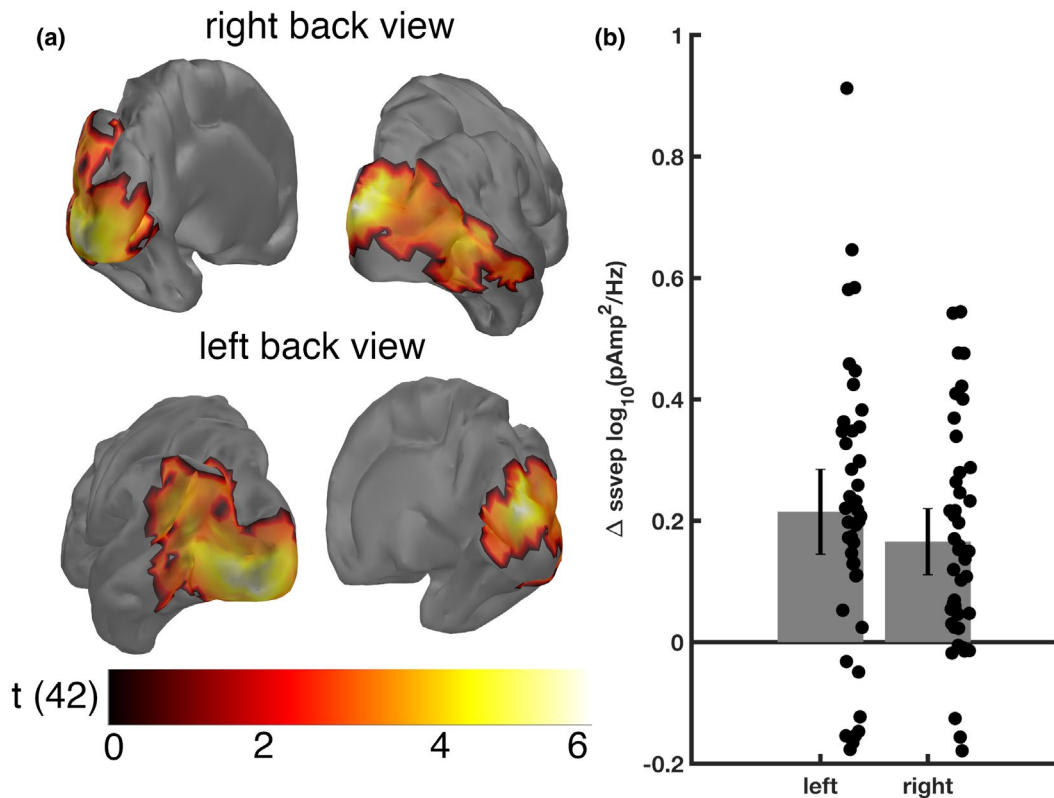 (a)
right back view
left back view
t (42)
0 2 4 6
(b)
Δ ssvep log10(pAmp2/Hz)
1
0.8
0.6
0.4
0.2
0
-0.2
left right